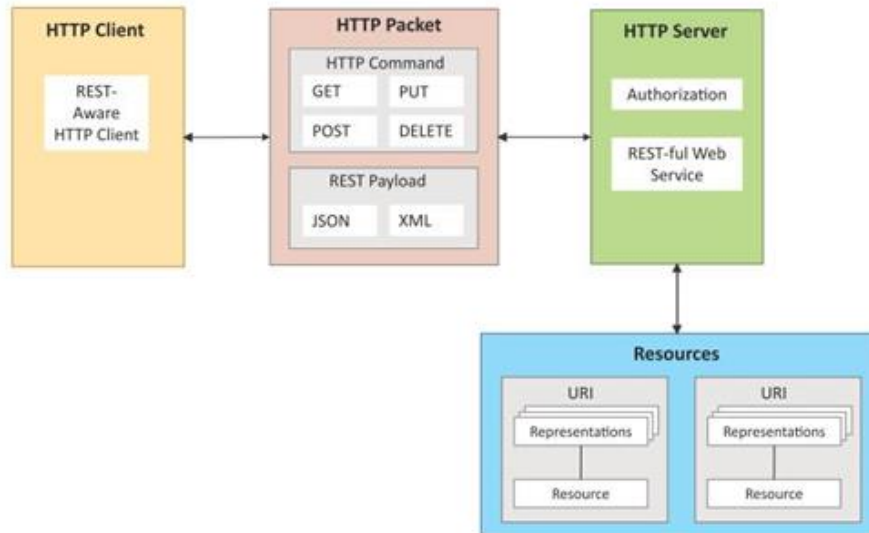 HTTP Client
REST-
Aware
HTTP Client
HTTP Packet
HTTP Command
GET
PUT
POST
DELETE
REST Payload
JSON
XML
HTTP Server
Authorization
REST-ful Web
Service
Resources
URI
Representations
Resource
URI
Representations
Resource